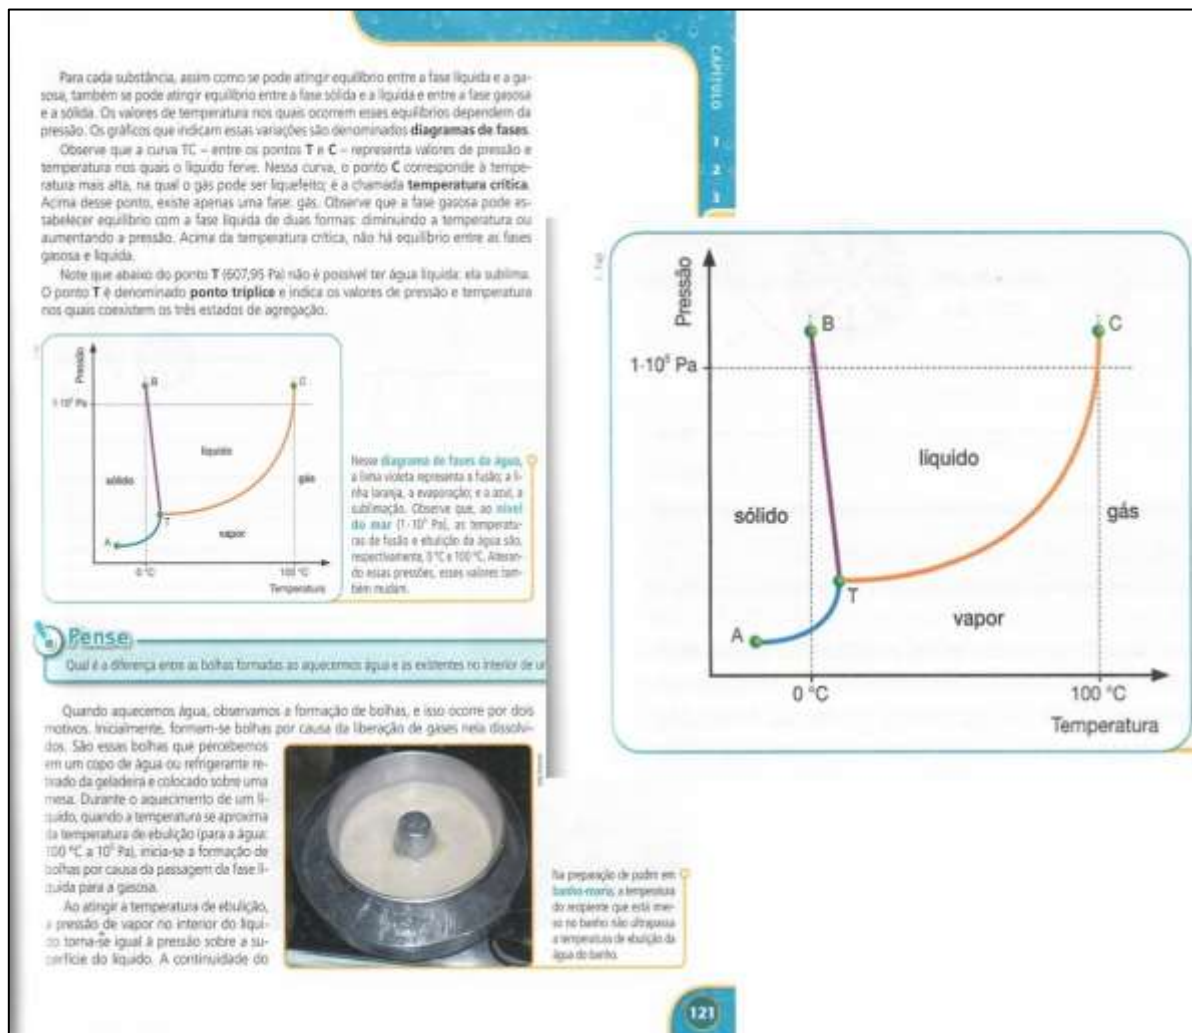 CAPÍTULO
1
2
3
Para cada substância, assim como se pode atingir equilíbrio entre a fase líquida e a ga-
sosa, também se pode atingir equilíbrio entre a fase sólida e a líquida e entre a fase gasosa
e a sólida. Os valores de temperatura nos quais ocorrem esses equilíbrios dependem da
pressão. Os gráficos que indicam essas variações são denominados diagramas de fases.
Observe que a curva TC – entre os pontos T e C – representa valores de pressão e
temperatura nos quais o líquido ferve. Nessa curva, o ponto C corresponde à tempe-
ratura mais alta, na qual o gás pode ser liquefeito; é a chamada temperatura crítica.
Acima desse ponto, existe apenas uma fase: gás. Observe que a fase gasosa pode es-
tabelecer equilíbrio com a fase líquida de duas formas: diminuindo a temperatura ou
aumentando a pressão. Acima da temperatura crítica, não há equilíbrio entre as fases
gasosa e líquida.
Note que abaixo do ponto T (607,95 Pa) não é possível ter água líquida: ela sublima.
O ponto T é denominado ponto tríplice e indica os valores de pressão e temperatura
nos quais coexistem os três estados de agregação.
Pressão
B
C
1·10⁵ Pa
líquido
sólido
gás
T
A
vapor
0 °C
100 °C
Temperatura
Nesse diagrama de fases da água,
a linha violeta representa a fusão; a li-
nha laranja, a evaporação; e a azul, a
sublimação. Observe que, ao nível
do mar (1·10⁵ Pa), as temperatu-
ras de fusão e ebulição da água são,
respectivamente, 0 °C e 100 °C. Alteran-
do essas pressões, esses valores tam-
bém mudam.
Pressão
B
C
1·10⁵ Pa
líquido
sólido
gás
T
A
vapor
0 °C
100 °C
Temperatura
Pense
Qual é a diferença entre as bolhas formadas ao aquecermos água e as existentes no interior de
Quando aquecemos água, observamos a formação de bolhas, e isso ocorre por dois
motivos. Inicialmente, formam-se bolhas por causa da liberação de gases nela dissolvi-
dos. São essas bolhas que percebemos
em um copo de água ou refrigerante re-
tirado da geladeira e colocado sobre uma
mesa. Durante o aquecimento de um lí-
quido, quando a temperatura se aproxima
da temperatura de ebulição (para a água:
100 °C a 10⁵ Pa), inicia-se a formação de
bolhas por causa da passagem da fase lí-
quida para a gasosa.
Ao atingir a temperatura de ebulição,
a pressão de vapor no interior do líqui-
do torna-se igual à pressão sobre a su-
perfície do líquido. A continuidade do
Na preparação de pudim em
banho-maria, a temperatura
do recipiente que está imer-
so no banho não ultrapassa
a temperatura de ebulição da
água do banho.
121